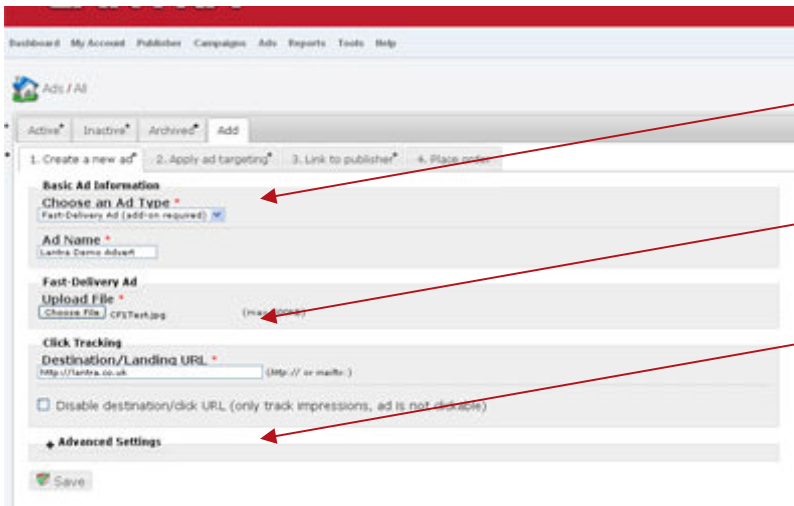 Dashboard My Account Publisher Campaigns Ads Reports Tools Help
Ads / All
Active Inactive Archived Add
1. Create a new ad 2. Apply ad targeting 3. Link to publisher 4. Place order
Basic Ad Information
Choose an Ad Type *
Fast-Delivery Ad (add-on required)
Ad Name *
Lantra Demo Advert
Fast-Delivery Ad
Upload File *
Choose File CFSTest.jpg (max
Click Tracking
Destination/Landing URL *
http://lantra.co.uk (http:// or mailto:)
Disable destination/click URL (only track impressions, ad is not clickable)
+ Advanced Settings
Save